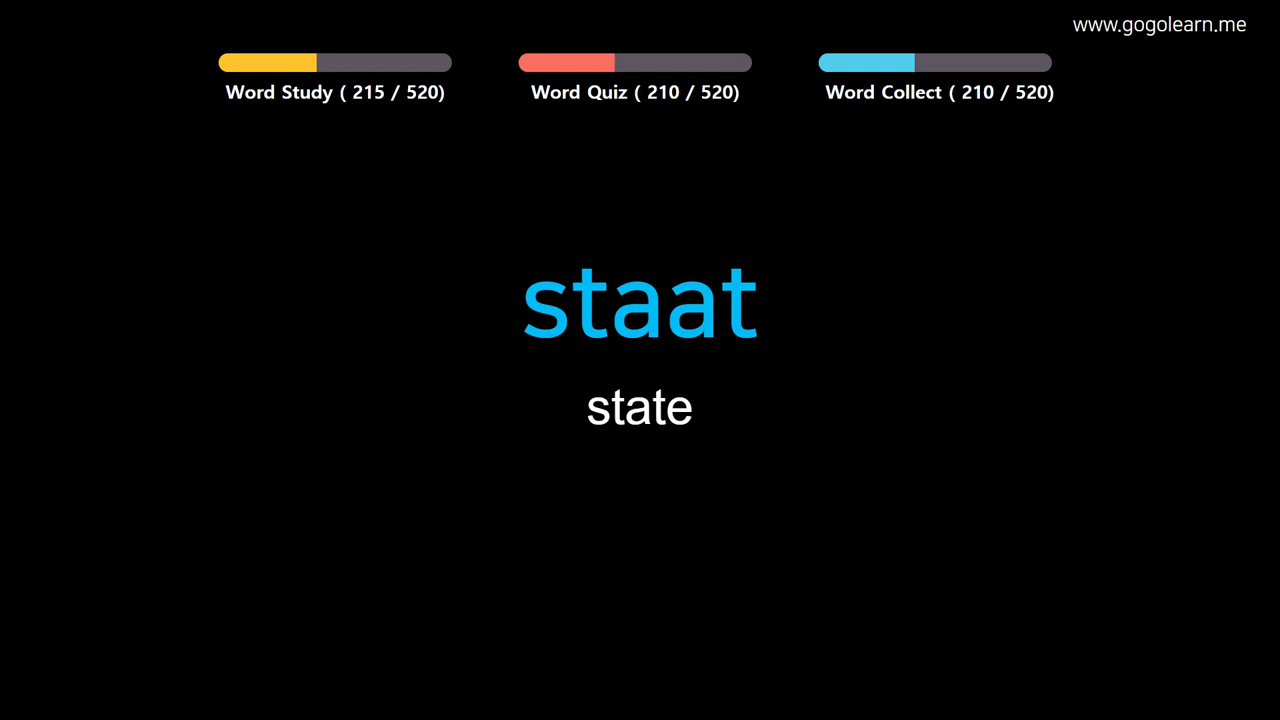 www.gogolearn.me
Word Study ( 215 / 520)
Word Quiz ( 210 / 520)
Word Collect ( 210 / 520)
staat
state